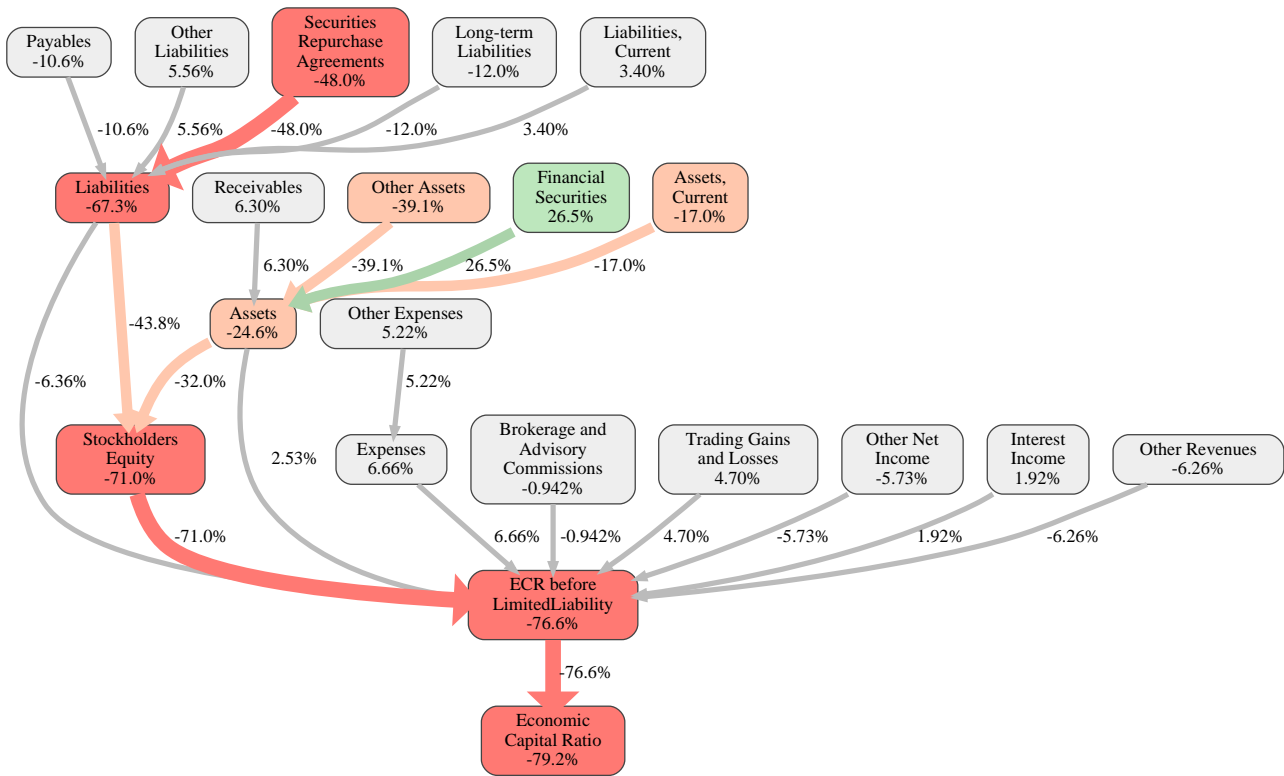 Payables
-10.6%
Other
Liabilities
5.56%
Securities
Repurchase
Agreements
-48.0%
Long-term
Liabilities
-12.0%
Liabilities,
Current
3.40%
-10.6%
5.56%
-48.0%
-12.0%
3.40%
Liabilities
-67.3%
Receivables
6.30%
Other Assets
-39.1%
Financial
Securities
26.5%
Assets,
Current
-17.0%
6.30%
-39.1%
26.5%
-17.0%
Assets
-24.6%
Other Expenses
5.22%
-43.8%
-6.36%
-32.0%
5.22%
Stockholders
Equity
-71.0%
2.53%
Expenses
6.66%
Brokerage and
Advisory
Commissions
-0.942%
Trading Gains
and Losses
4.70%
Other Net
Income
-5.73%
Interest
Income
1.92%
Other Revenues
-6.26%
-71.0%
6.66%
-0.942%
4.70%
-5.73%
1.92%
-6.26%
ECR before
LimitedLiability
-76.6%
-76.6%
Economic
Capital Ratio
-79.2%